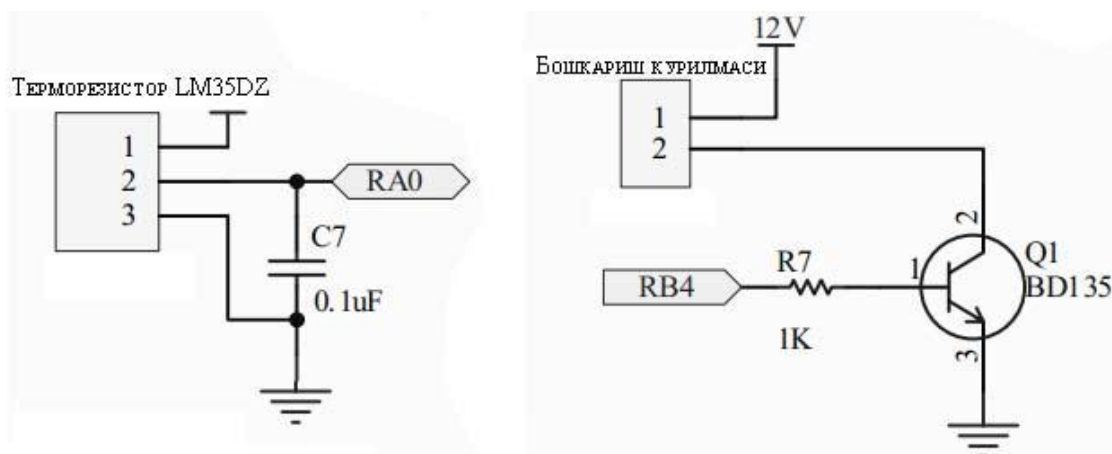 Терморезистор LM35DZ
1
2
3
RA0
C7
0.1uF
12V
Бошкариш курилмаси
1
2
RB4
R7
1K
1
2
3
Q1
BD135